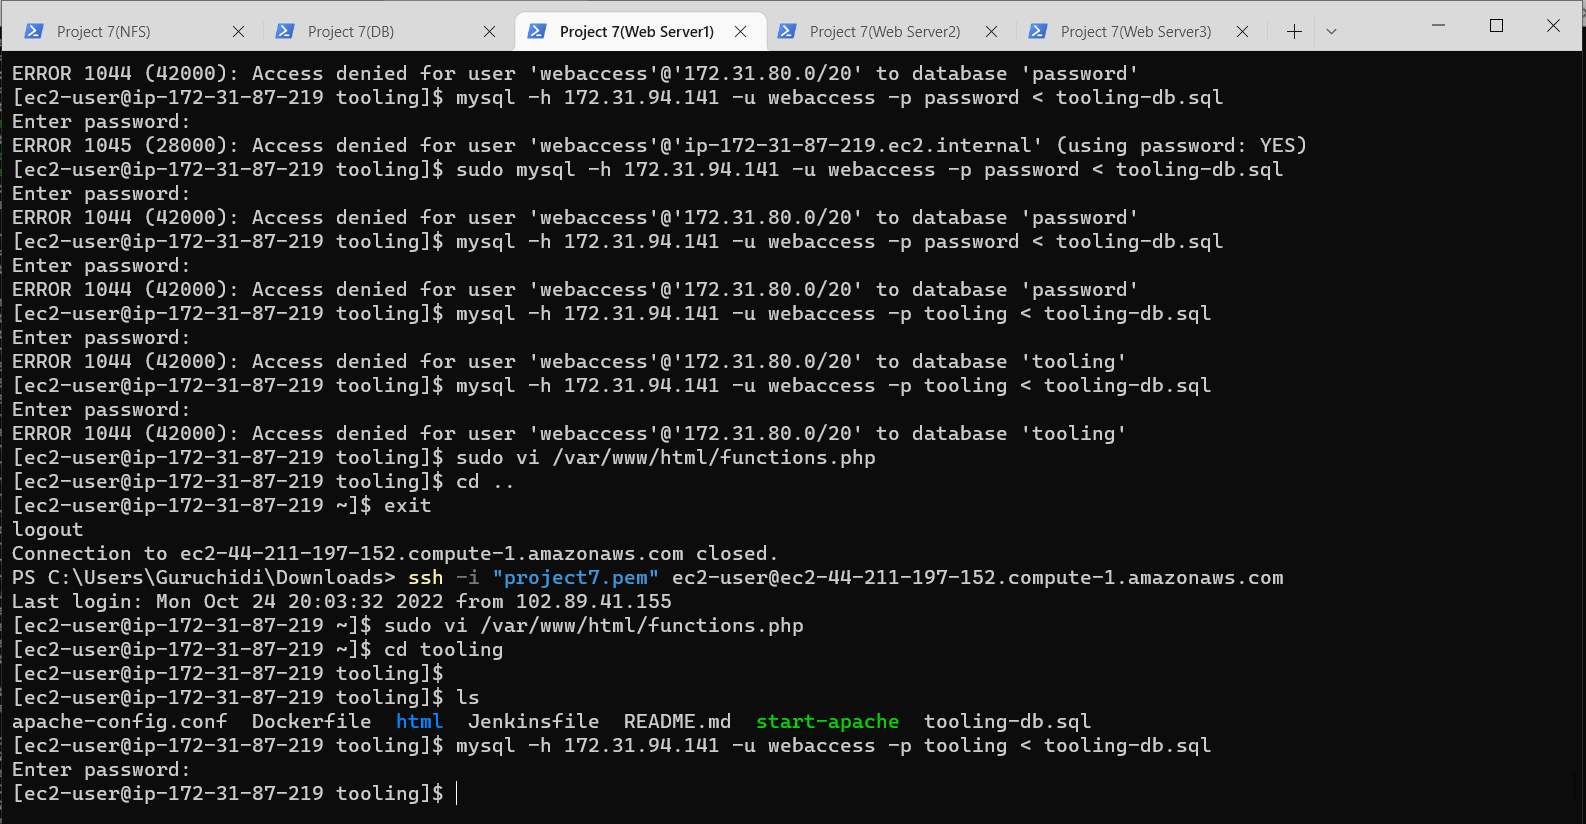 Project 7(NFS)
Project 7(DB)
Project 7(Web Server1)
Project 7(Web Server2)
Project 7(Web Server3)
ERROR 1044 (42000): Access denied for user 'webaccess'@'172.31.80.0/20' to database 'password'
[ec2-user@ip-172-31-87-219 tooling]$ mysql -h 172.31.94.141 -u webaccess -p password < tooling-db.sql
Enter password:
ERROR 1045 (28000): Access denied for user 'webaccess'@'ip-172-31-87-219.ec2.internal' (using password: YES)
[ec2-user@ip-172-31-87-219 tooling]$ sudo mysql -h 172.31.94.141 -u webaccess -p password < tooling-db.sql
Enter password:
ERROR 1044 (42000): Access denied for user 'webaccess'@'172.31.80.0/20' to database 'password'
[ec2-user@ip-172-31-87-219 tooling]$ mysql -h 172.31.94.141 -u webaccess -p password < tooling-db.sql
Enter password:
ERROR 1044 (42000): Access denied for user 'webaccess'@'172.31.80.0/20' to database 'password'
[ec2-user@ip-172-31-87-219 tooling]$ mysql -h 172.31.94.141 -u webaccess -p tooling < tooling-db.sql
Enter password:
ERROR 1044 (42000): Access denied for user 'webaccess'@'172.31.80.0/20' to database 'tooling'
[ec2-user@ip-172-31-87-219 tooling]$ mysql -h 172.31.94.141 -u webaccess -p tooling < tooling-db.sql
Enter password:
ERROR 1044 (42000): Access denied for user 'webaccess'@'172.31.80.0/20' to database 'tooling'
[ec2-user@ip-172-31-87-219 tooling]$ sudo vi /var/www/html/functions.php
[ec2-user@ip-172-31-87-219 tooling]$ cd ..
[ec2-user@ip-172-31-87-219 ~]$ exit
logout
Connection to ec2-44-211-197-152.compute-1.amazonaws.com closed.
PS C:\Users\Guruchidi\Downloads> ssh -i "project7.pem" ec2-user@ec2-44-211-197-152.compute-1.amazonaws.com
Last login: Mon Oct 24 20:03:32 2022 from 102.89.41.155
[ec2-user@ip-172-31-87-219 ~]$ sudo vi /var/www/html/functions.php
[ec2-user@ip-172-31-87-219 ~]$ cd tooling
[ec2-user@ip-172-31-87-219 tooling]$
[ec2-user@ip-172-31-87-219 tooling]$ ls
apache-config.conf  Dockerfile  html  Jenkinsfile  README.md  start-apache  tooling-db.sql
[ec2-user@ip-172-31-87-219 tooling]$ mysql -h 172.31.94.141 -u webaccess -p tooling < tooling-db.sql
Enter password:
[ec2-user@ip-172-31-87-219 tooling]$